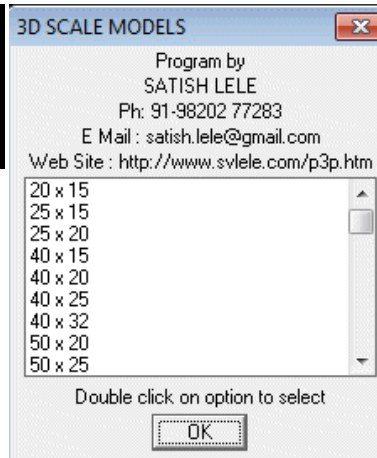 3D SCALE MODELS
Program by
SATISH LELE
Ph: 91-98202 77283
E Mail : satish.lele@gmail.com
Web Site : http://www.svlele.com/p3p.htm
20 x 15
25 x 15
25 x 20
40 x 15
40 x 20
40 x 25
40 x 32
50 x 20
50 x 25
Double click on option to select
OK